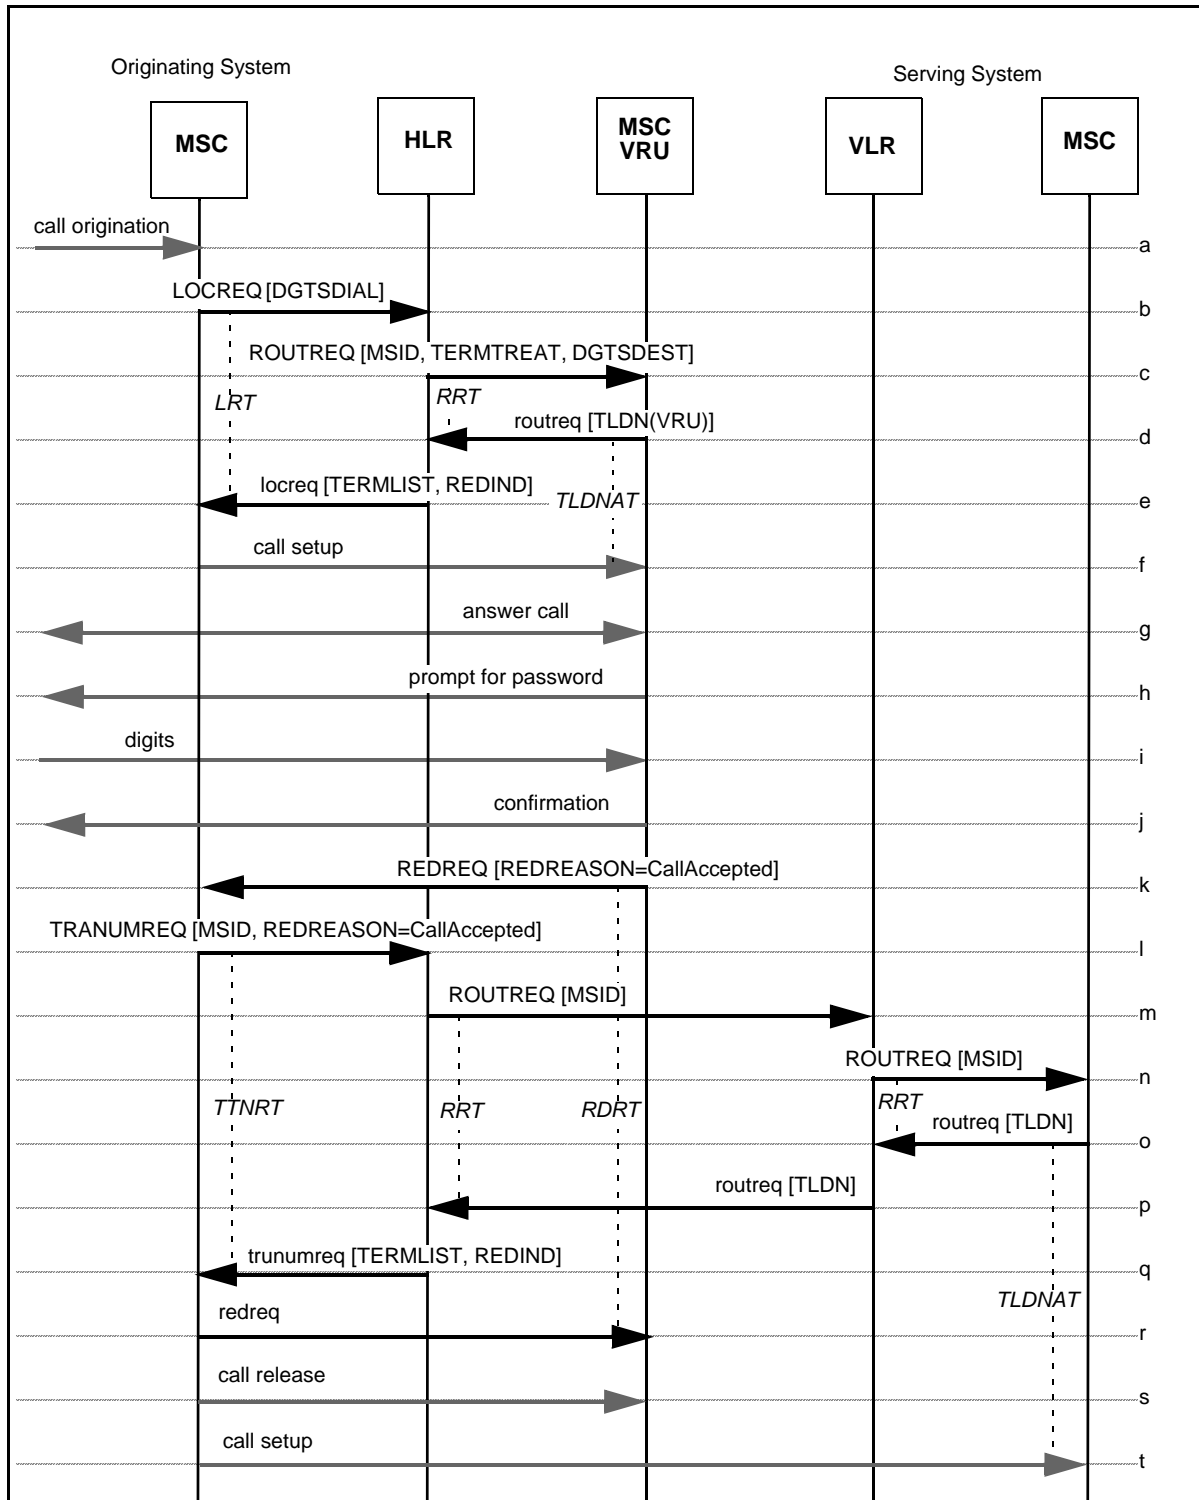 Originating System
Serving System
MSC
HLR
MSC
VRU
VLR
MSC
call origination
a
LOCREQ [DGTSDIAL]
b
ROUTREQ [MSID, TERMTREAT, DGTSDEST]
c
LRT
RRT
routreq [TLDN(VRU)]
d
locreq [TERMLIST, REDIND]
TLDNAT
e
call setup
f
answer call
g
prompt for password
h
digits
i
confirmation
j
REDREQ [REDREASON=CallAccepted]
k
TRANUMREQ [MSID, REDREASON=CallAccepted]
l
ROUTREQ [MSID]
m
ROUTREQ [MSID]
n
TTNRT
RRT
RDRT
RRT
routreq [TLDN]
o
routreq [TLDN]
p
trunumreq [TERMLIST, REDIND]
q
TLDNAT
redreq
r
call release
s
call setup
t